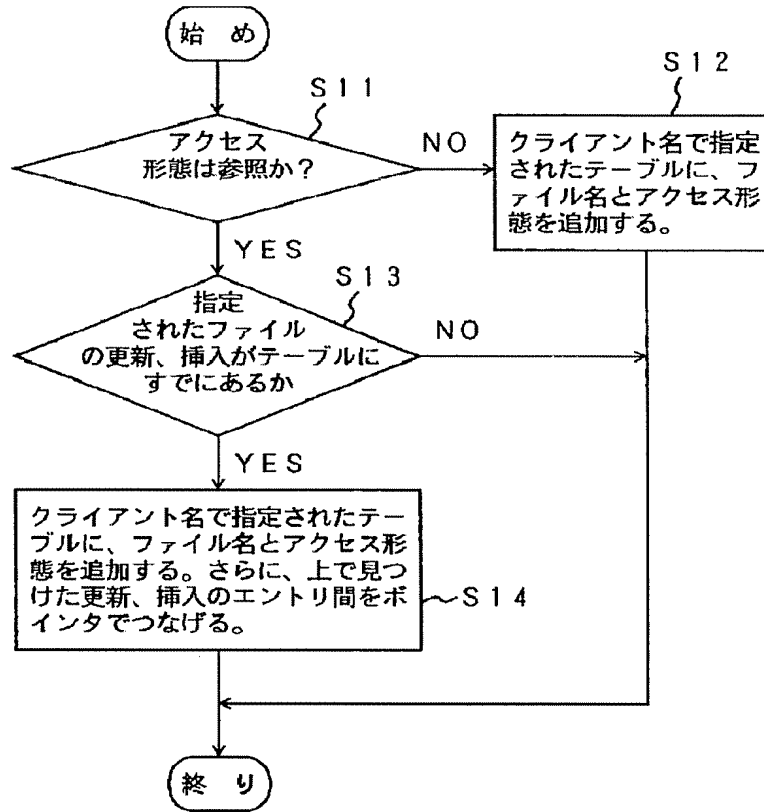 始 め
S11
アクセス
形態は参照か？
NO
YES
S12
クライアント名で指定
されたテーブルに、フ
ァイル名とアクセス形
態を追加する。
S13
指定
されたファイル
の更新、挿入がテーブルに
すでにあるか
NO
YES
クライアント名で指定されたテー
ブルに、ファイル名とアクセス形
態を追加する。さらに、上で見つ
けた更新、挿入のエントリ間をポ
インタでつなげる。
S14
終 り